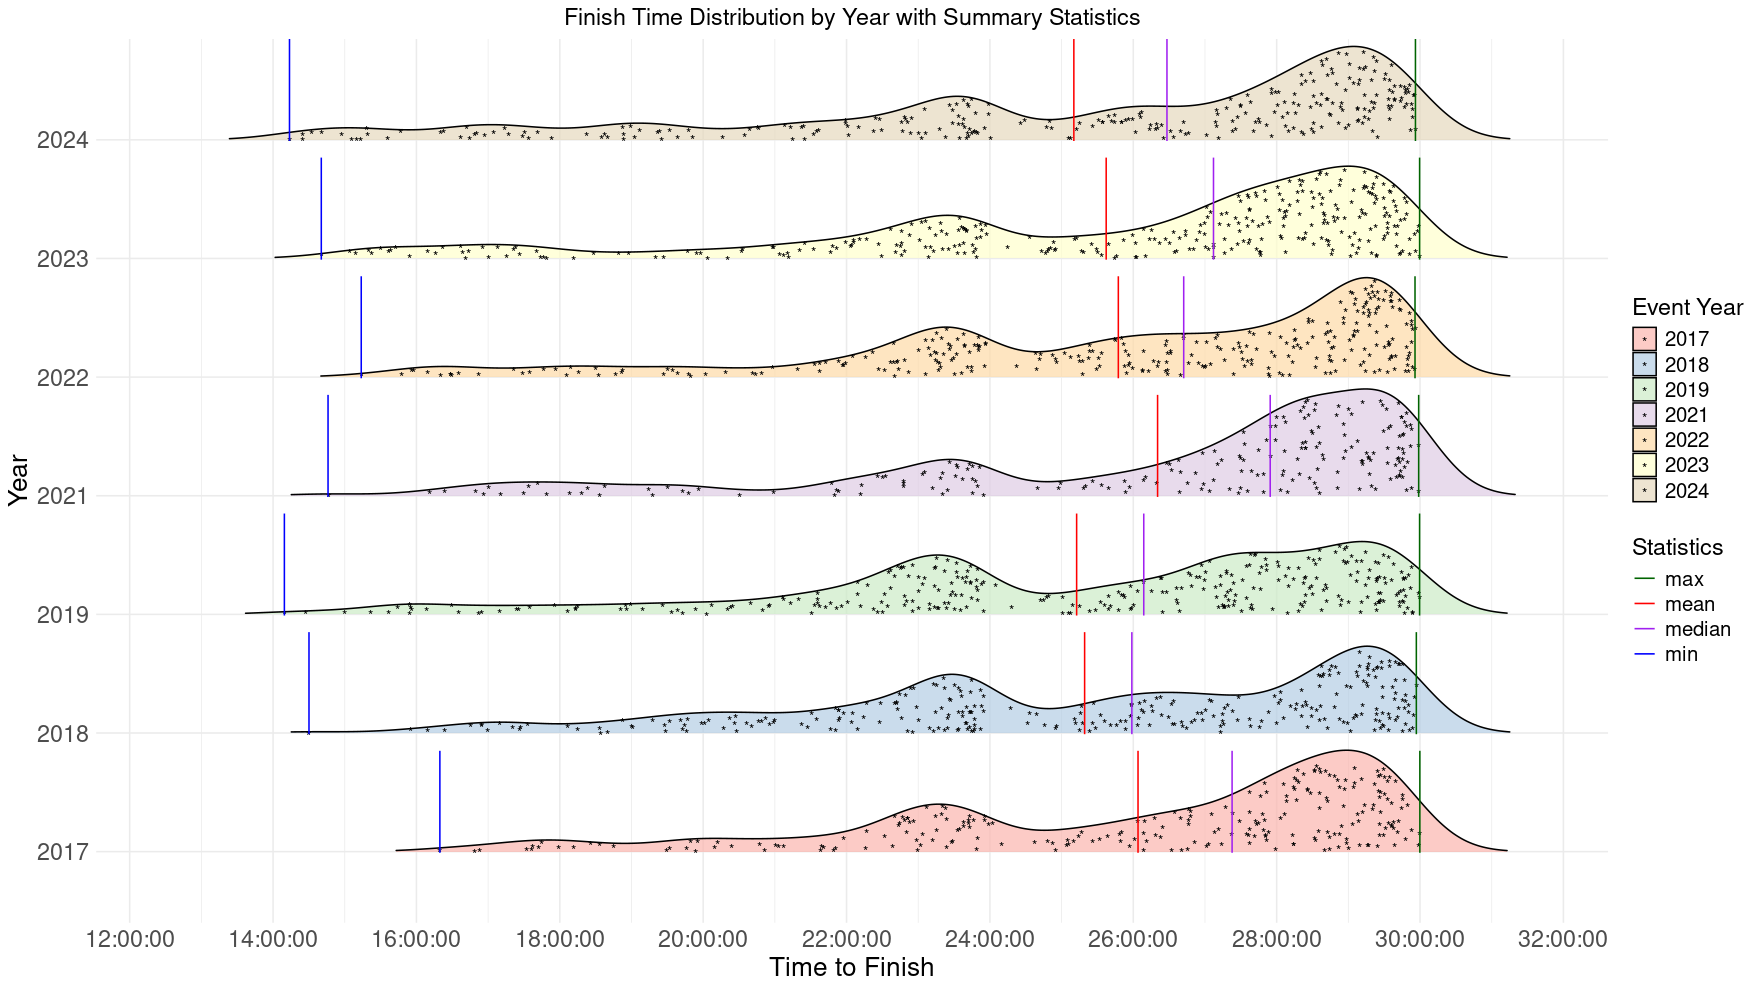 Finish Time Distribution by Year with Summary Statistics
Year
2024
2023
2022
2021
2019
2018
2017
12:00:00 14:00:00 16:00:00 18:00:00 20:00:00 22:00:00 24:00:00 26:00:00 28:00:00 30:00:00 32:00:00
Time to Finish
Event Year
2017
2018
2019
2021
2022
2023
2024
Statistics
max
mean
median
min